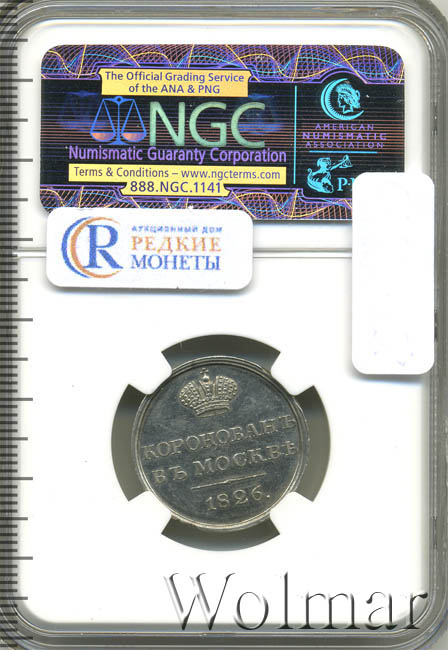 The Official Grading Service
of the ANA & PNG
NGC
Numismatic Guaranty Corporation
Terms & Conditions – www.ngcterms.com
888.NGC.1141
AMERICAN
NUMISMATIC
ASSOCIATION
АУКЦИОННЫЙ ДОМ
РЕДКИЕ
МОНЕТЫ
КОРОНОВАНЪ
ВЪ МОСКВѢ
1826.
Wolmar